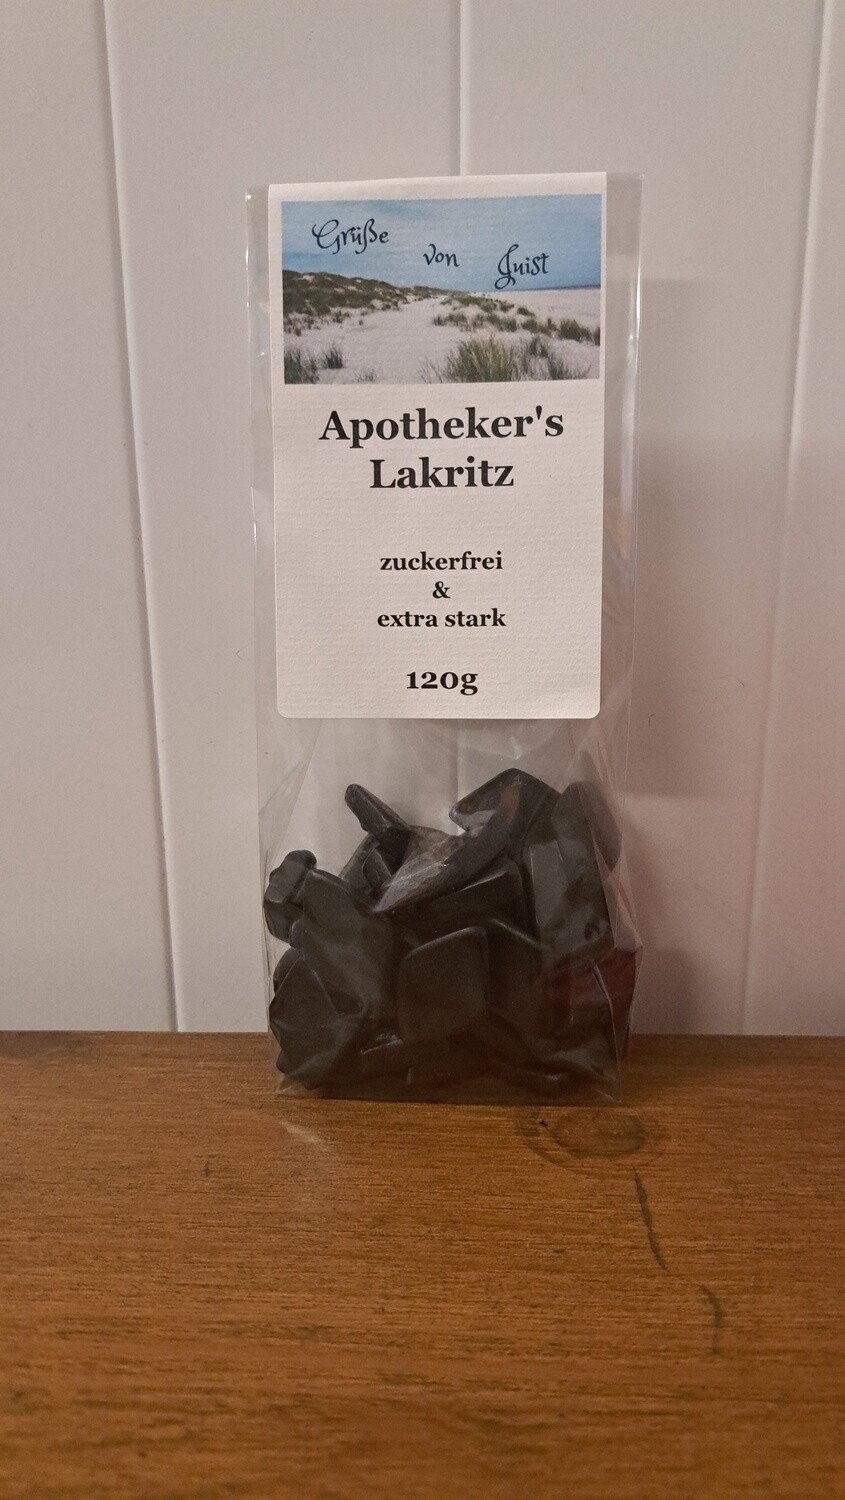 Grüße von Juist
Apotheker's
Lakritz
zuckerfrei
&
extra stark
120g